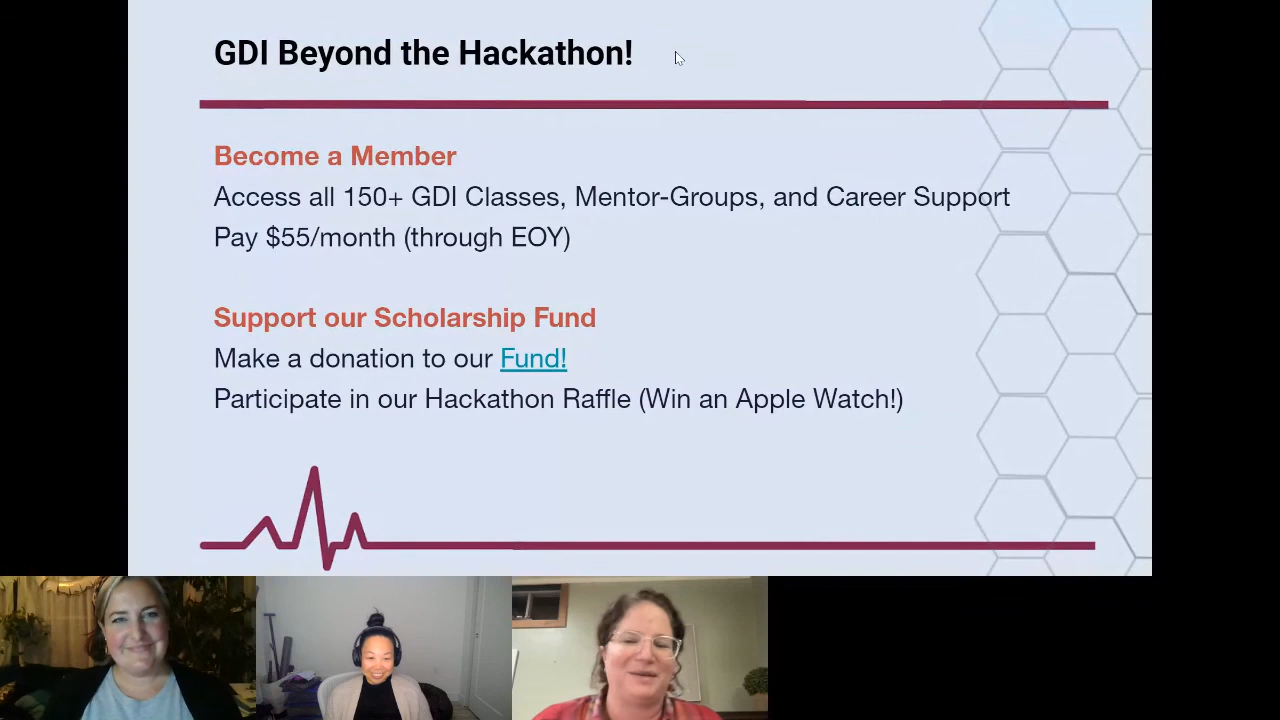 GDI Beyond the Hackathon!
Become a Member
Access all 150+ GDI Classes, Mentor-Groups, and Career Support
Pay $55/month (through EOY)
Support our Scholarship Fund
Make a donation to our Fund!
Participate in our Hackathon Raffle (Win an Apple Watch!)